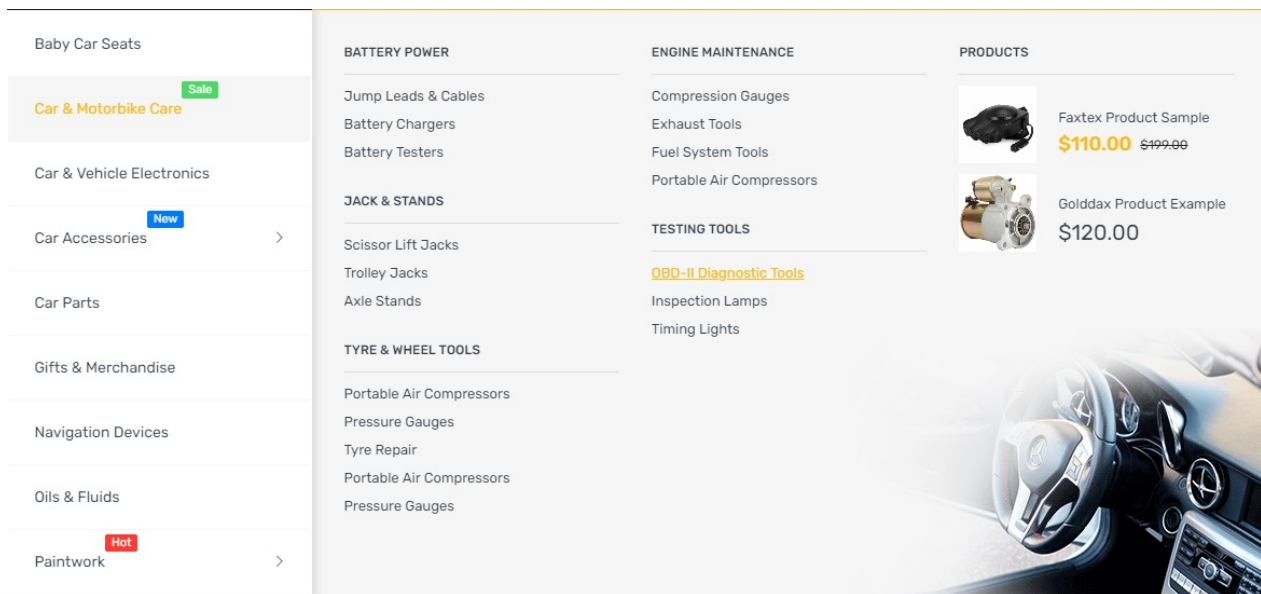 Baby Car Seats
Sale
Car & Motorbike Care
Car & Vehicle Electronics
New
Car Accessories
Car Parts
Gifts & Merchandise
Navigation Devices
Oils & Fluids
Hot
Paintwork
BATTERY POWER
Jump Leads & Cables
Battery Chargers
Battery Testers
JACK & STANDS
Scissor Lift Jacks
Trolley Jacks
Axle Stands
TYRE & WHEEL TOOLS
Portable Air Compressors
Pressure Gauges
Tyre Repair
Portable Air Compressors
Pressure Gauges
ENGINE MAINTENANCE
Compression Gauges
Exhaust Tools
Fuel System Tools
Portable Air Compressors
TESTING TOOLS
OBD-II Diagnostic Tools
Inspection Lamps
Timing Lights
PRODUCTS
Faxtex Product Sample
$110.00 $199.00
Golddax Product Example
$120.00